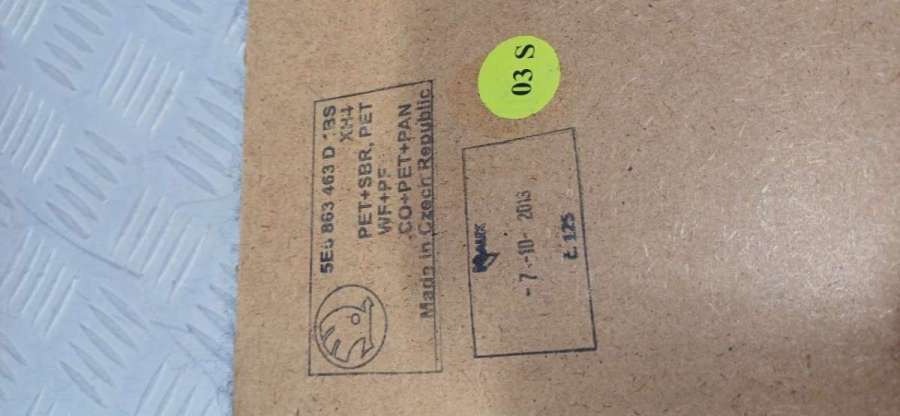 863 463 D
XH4
PET+SBR, PET
WF+PF
CO+PET+PAN
Made in Czech Republic
- 7 -10- 2013
č. 125
03 S